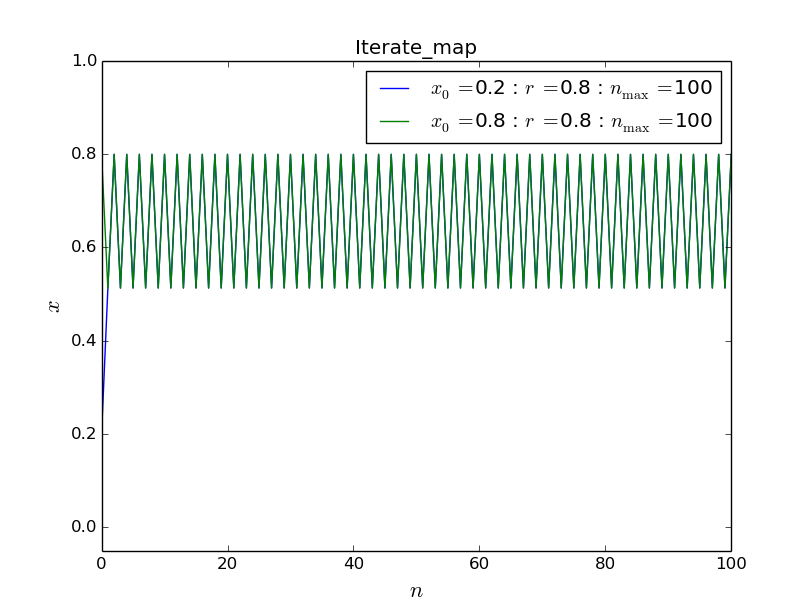 Iterate_map
x₀ =0.2 : r =0.8 : nₘₐₓ =100
x₀ =0.8 : r =0.8 : nₘₐₓ =100
1.0
0.8
0.6
0.4
0.2
0.0
x
0 20 40 60 80 100
n